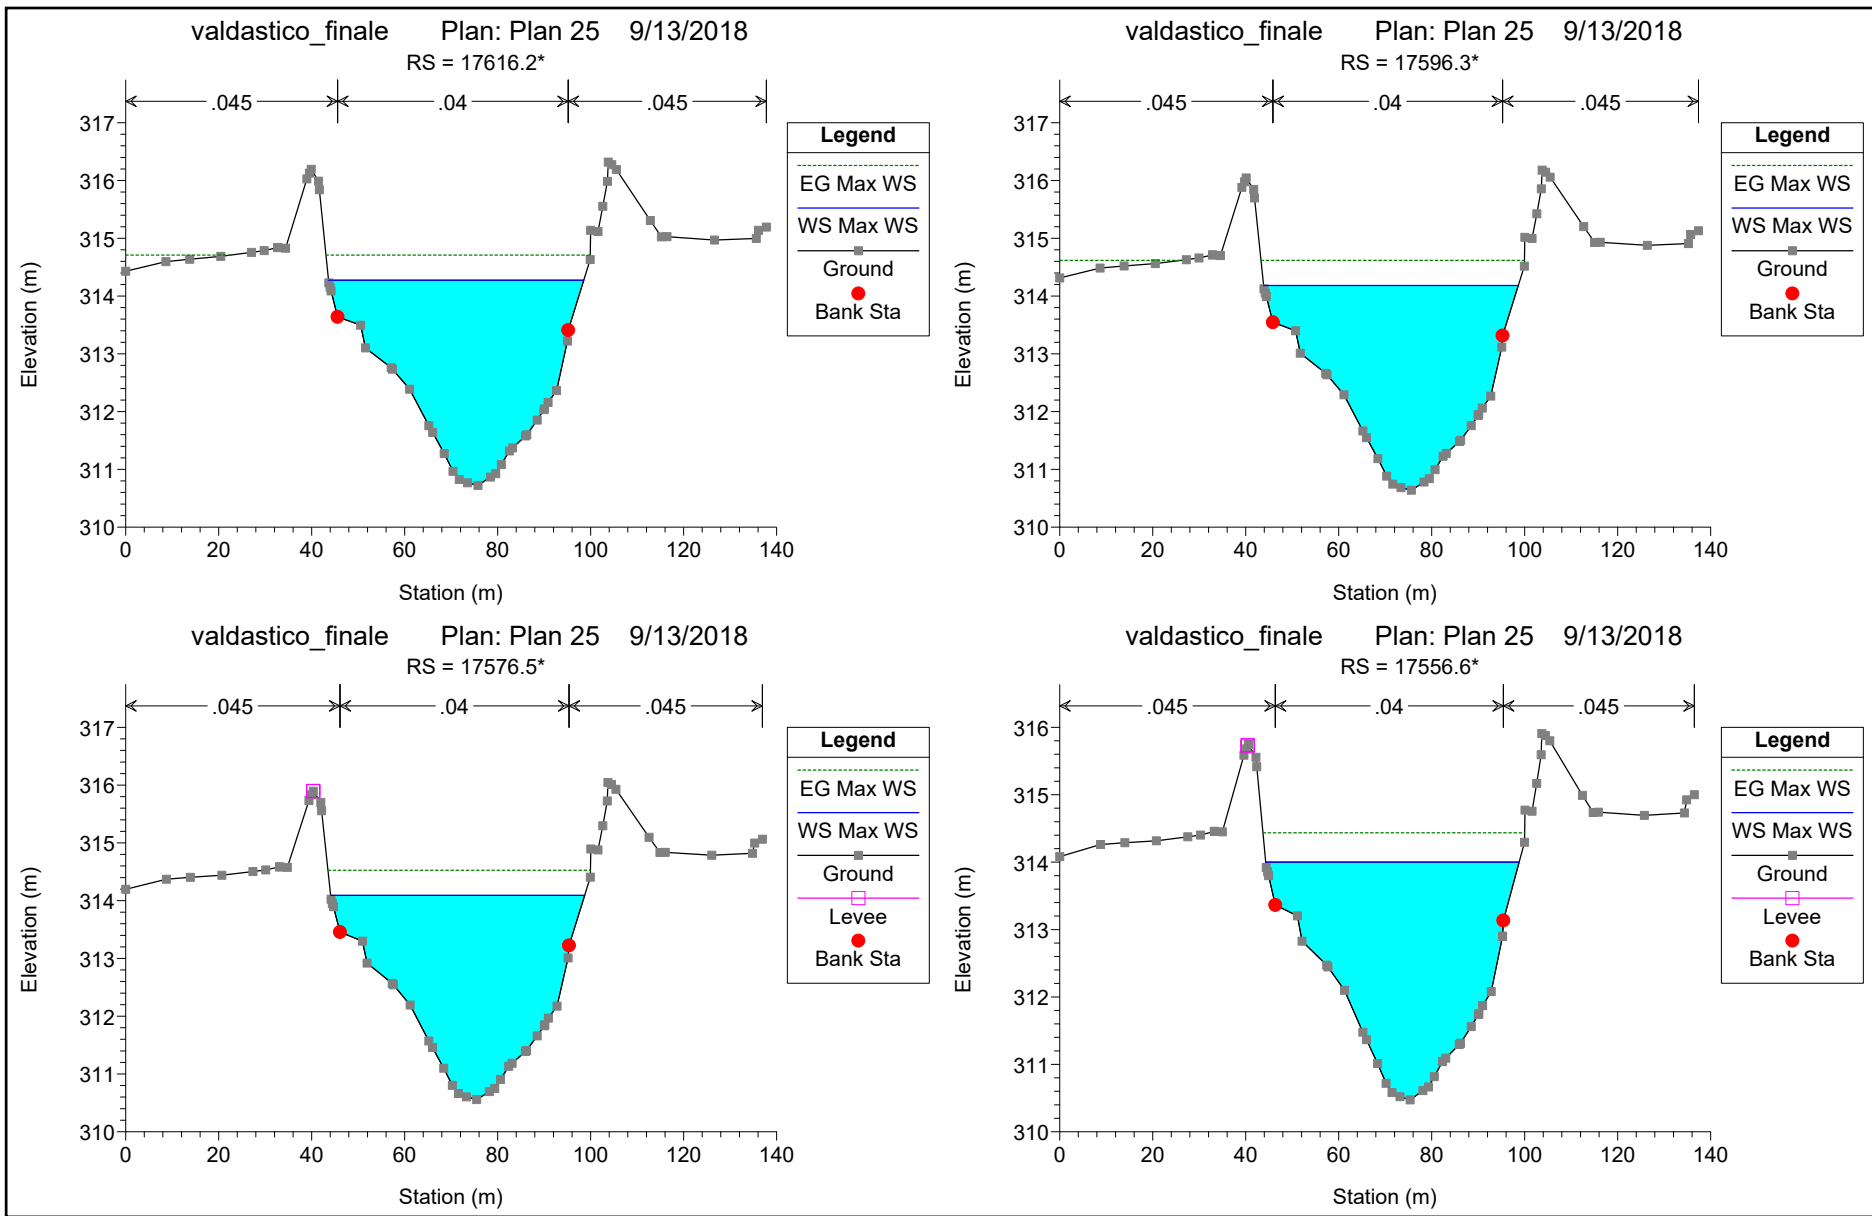 valdastico_finale Plan: Plan 25 9/13/2018
RS = 17616.2*
.045 .04 .045
317
316
315
314
313
312
311
310
Elevation (m)
0 20 40 60 80 100 120 140
Station (m)
Legend
EG Max WS
WS Max WS
Ground
Bank Sta
valdastico_finale Plan: Plan 25 9/13/2018
RS = 17596.3*
.045 .04 .045
317
316
315
314
313
312
311
310
Elevation (m)
0 20 40 60 80 100 120 140
Station (m)
Legend
EG Max WS
WS Max WS
Ground
Bank Sta
valdastico_finale Plan: Plan 25 9/13/2018
RS = 17576.5*
.045 .04 .045
317
316
315
314
313
312
311
310
Elevation (m)
0 20 40 60 80 100 120 140
Station (m)
Legend
EG Max WS
WS Max WS
Ground
Levee
Bank Sta
valdastico_finale Plan: Plan 25 9/13/2018
RS = 17556.6*
.045 .04 .045
316
315
314
313
312
311
310
Elevation (m)
0 20 40 60 80 100 120 140
Station (m)
Legend
EG Max WS
WS Max WS
Ground
Levee
Bank Sta